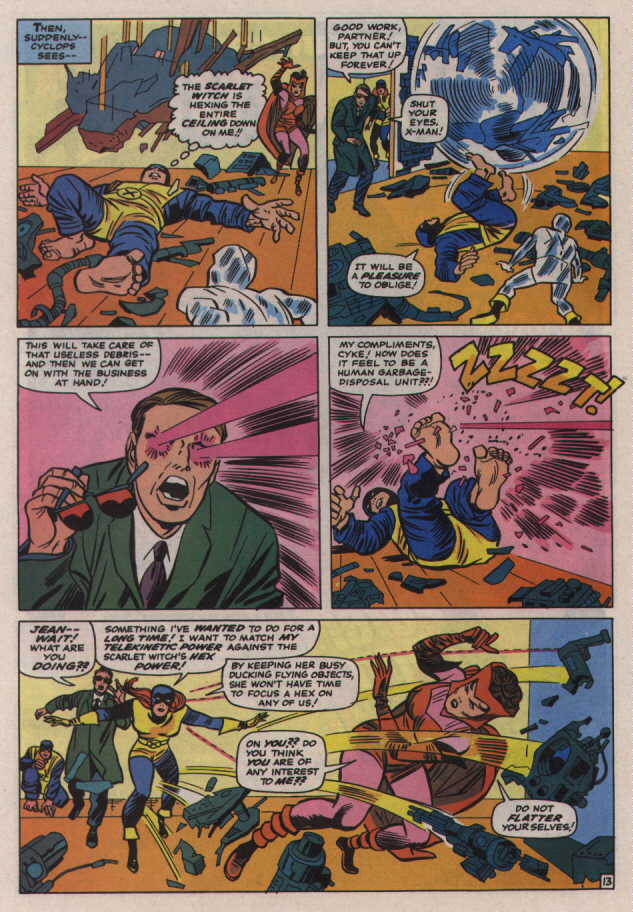 THEN,
SUDDENLY--
CYCLOPS
SEES--
THE SCARLET
WITCH IS
HEXING THE
ENTIRE
CEILING DOWN
ON ME!!
GOOD WORK,
PARTNER!
BUT, YOU CAN'T
KEEP THAT UP
FOREVER!
SHUT
YOUR
EYES,
X-MAN!
IT WILL BE
A PLEASURE
TO OBLIGE!
THIS WILL TAKE CARE OF
THAT USELESS DEBRIS--
AND THEN WE CAN GET
ON WITH THE BUSINESS
AT HAND!
MY COMPLIMENTS,
CYKE! HOW DOES
IT FEEL TO BE A
HUMAN GARBAGE-
DISPOSAL UNIT??!
ZZZZZT!
JEAN--
WAIT!
WHAT ARE
YOU
DOING??
SOMETHING I'VE WANTED TO DO FOR A
LONG TIME! I WANT TO MATCH MY
TELEKINETIC POWER AGAINST THE
SCARLET WITCH'S HEX
POWER!
BY KEEPING HER BUSY
DUCKING FLYING OBJECTS,
SHE WON'T HAVE TIME
TO FOCUS A HEX ON
ANY OF US!
ON YOU?? DO
YOU THINK
YOU ARE OF
ANY INTEREST
TO ME??
DO NOT
FLATTER
YOURSELVES!
13